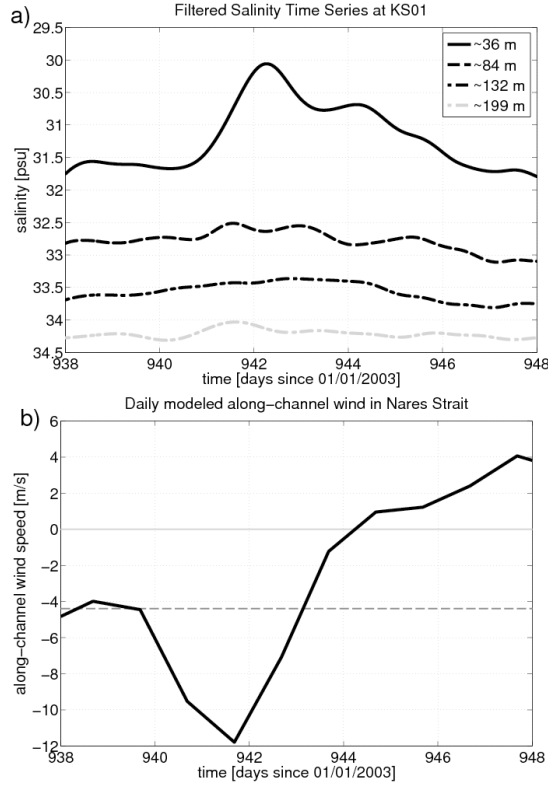 a)
Filtered Salinity Time Series at KS01
29.5
30
30.5
31
31.5
32
32.5
33
33.5
34
34.5
salinity [psu]
~36 m
~84 m
~132 m
~199 m
938 940 942 944 946 948
time [days since 01/01/2003]
b)
Daily modeled along-channel wind in Nares Strait
6
4
2
0
−2
−4
−6
−8
−10
−12
along-channel wind speed [m/s]
938 940 942 944 946 948
time [days since 01/01/2003]